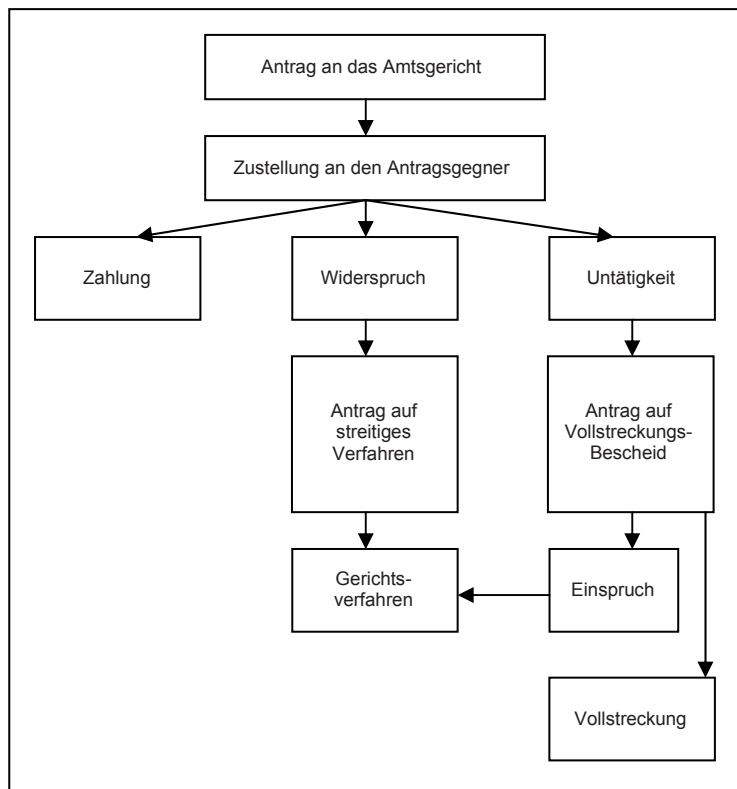 Antrag an das Amtsgericht
Zustellung an den Antragsgegner
Zahlung
Widerspruch
Untätigkeit
Antrag auf
streitiges
Verfahren
Antrag auf
Vollstreckungs-
Bescheid
Gerichts-
verfahren
Einspruch
Vollstreckung